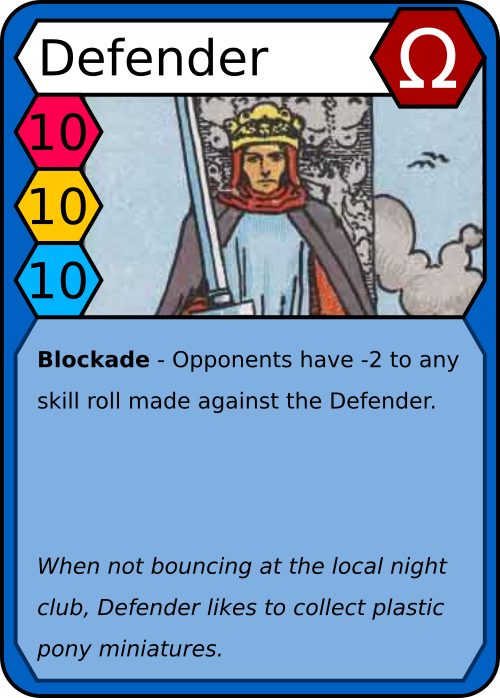 Defender
Ω
10
10
10
Blockade - Opponents have -2 to any
skill roll made against the Defender.
When not bouncing at the local night
club, Defender likes to collect plastic
pony miniatures.